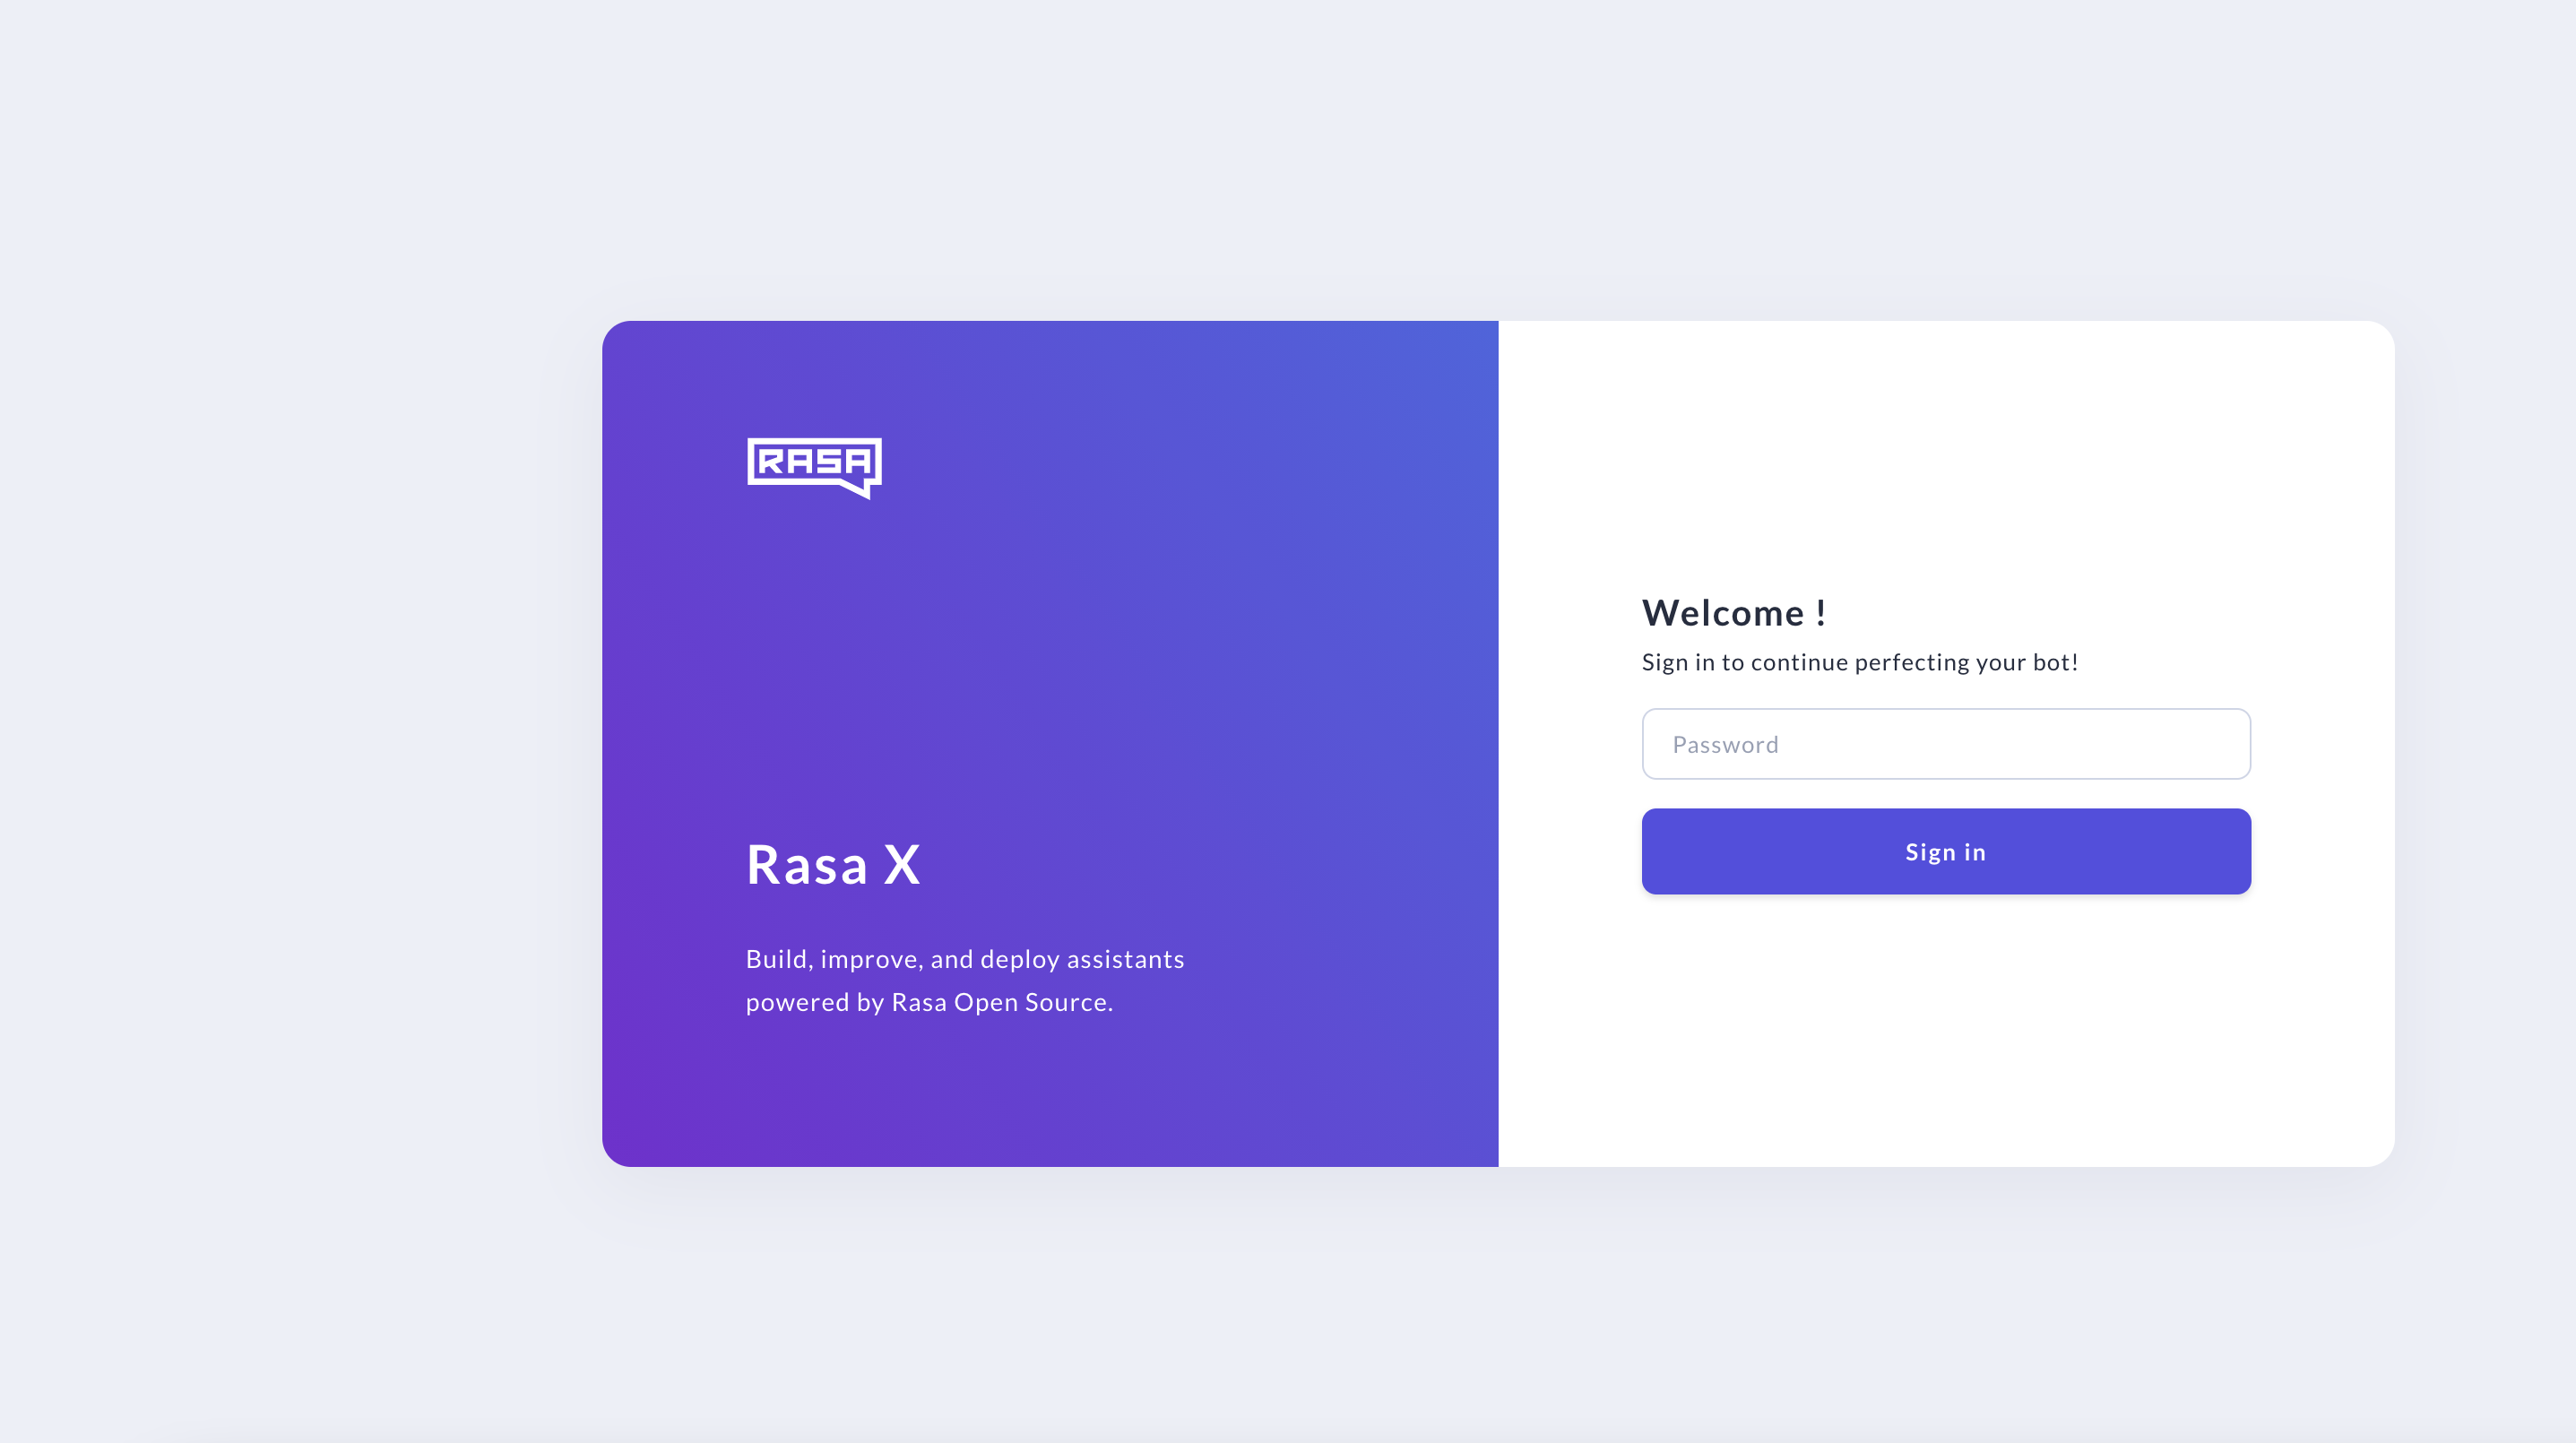 RASA
Rasa X
Build, improve, and deploy assistants
powered by Rasa Open Source.
Welcome !
Sign in to continue perfecting your bot!
Password
Sign in